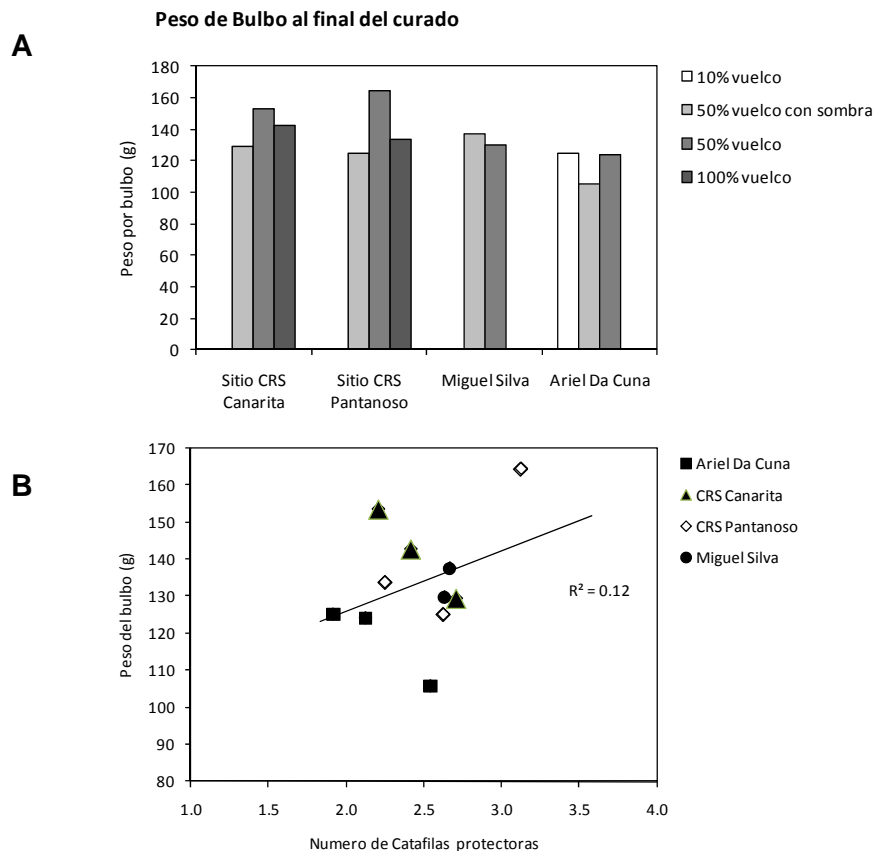 Peso de Bulbo al final del curado
A
180
160
140
120
100
80
60
40
20
0
Peso por bulbo (g)
Sitio CRS
Canarita
Sitio CRS
Pantanoso
Miguel Silva
Ariel Da Cuna
10% vuelco
50% vuelco con sombra
50% vuelco
100% vuelco
B
170
160
150
140
130
120
110
100
90
80
Peso del bulbo (g)
R² = 0.12
1.0 1.5 2.0 2.5 3.0 3.5 4.0
Numero de Catafilas protectoras
Ariel Da Cuna
CRS Canarita
CRS Pantanoso
Miguel Silva